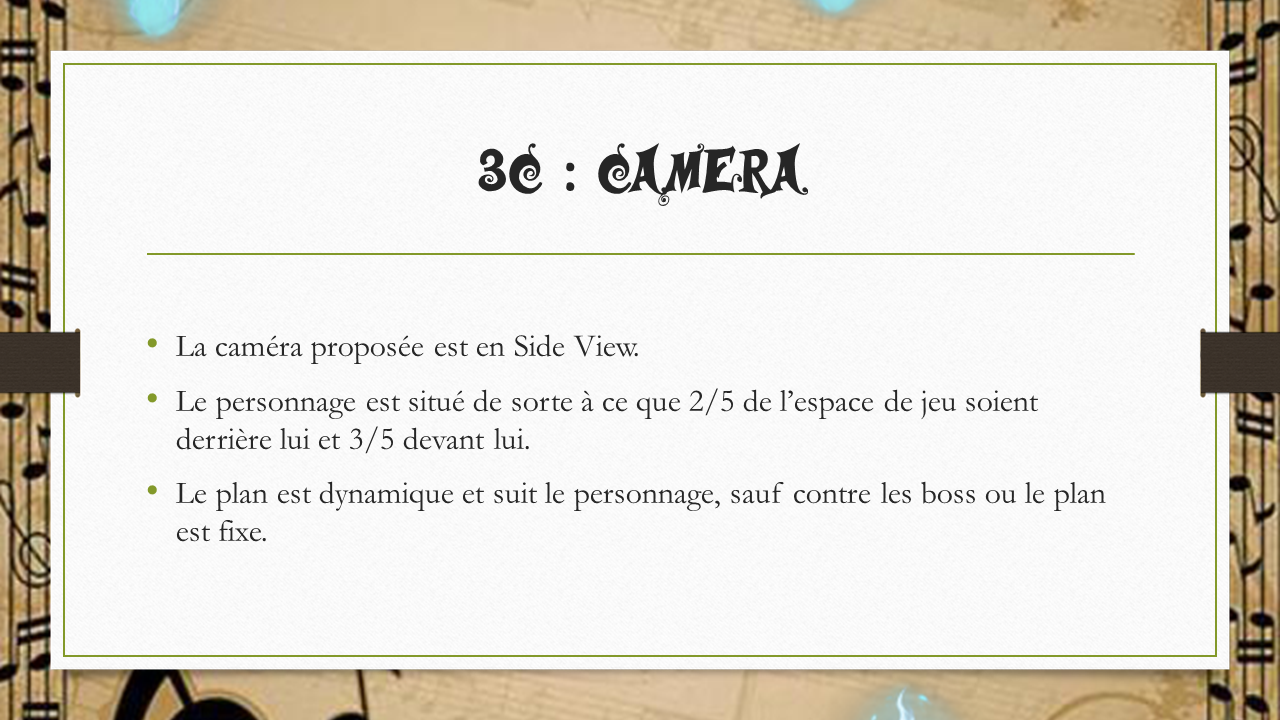 3C : CAMERA
• La caméra proposée est en Side View.
• Le personnage est situé de sorte à ce que 2/5 de l’espace de jeu soient
derrière lui et 3/5 devant lui.
• Le plan est dynamique et suit le personnage, sauf contre les boss ou le plan
est fixe.